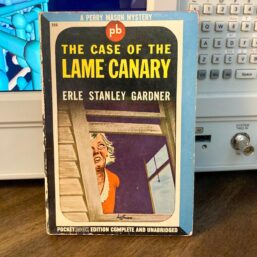 A PERRY MASON MYSTERY
pb
THE CASE OF THE
LAME CANARY
ERLE STANLEY GARDNER
POCKET EDITION COMPLETE AND UNABRIDGED